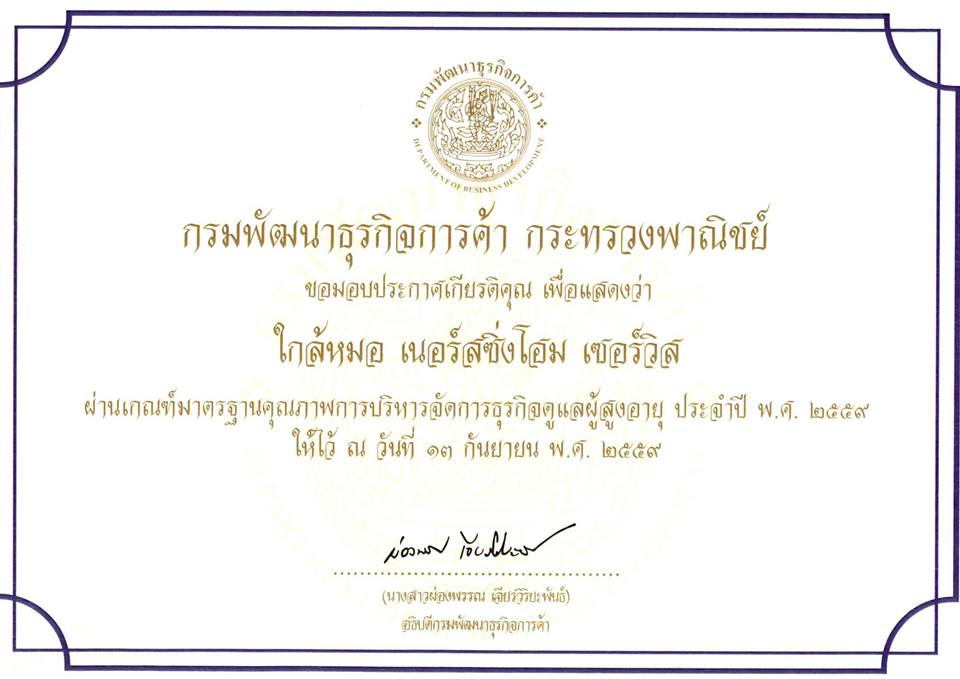 กรมพัฒนาธุรกิจการค้า
DEPARTMENT OF BUSINESS DEVELOPMENT
กรมพัฒนาธุรกิจการค้า กระทรวงพาณิชย์
ขอมอบประกาศเกียรติคุณ เพื่อแสดงว่า
ใกล้หมอ เนอร์สซิ่งโฮม เซอร์วิส
ผ่านเกณฑ์มาตรฐานคุณภาพการบริหารจัดการธุรกิจดูแลผู้สูงอายุ ประจำปี พ.ศ. ๒๕๕๙
ให้ไว้ ณ วันที่ ๑๓ กันยายน พ.ศ. ๒๕๕๙
(นางสาวผ่องพรรณ เจียรวิริยะพันธ์)
อธิบดีกรมพัฒนาธุรกิจการค้า